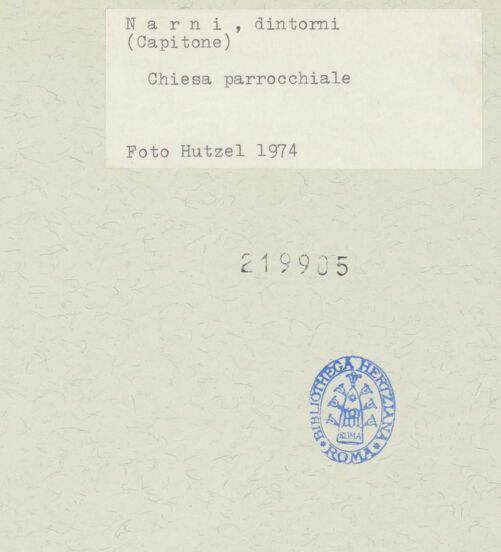 N a r n i , dintorni
(Capitone)
Chiesa parrocchiale
Foto Hutzel 1974
219905
BIBLIOTHECA HERTZIANA
ROMA
ROMA